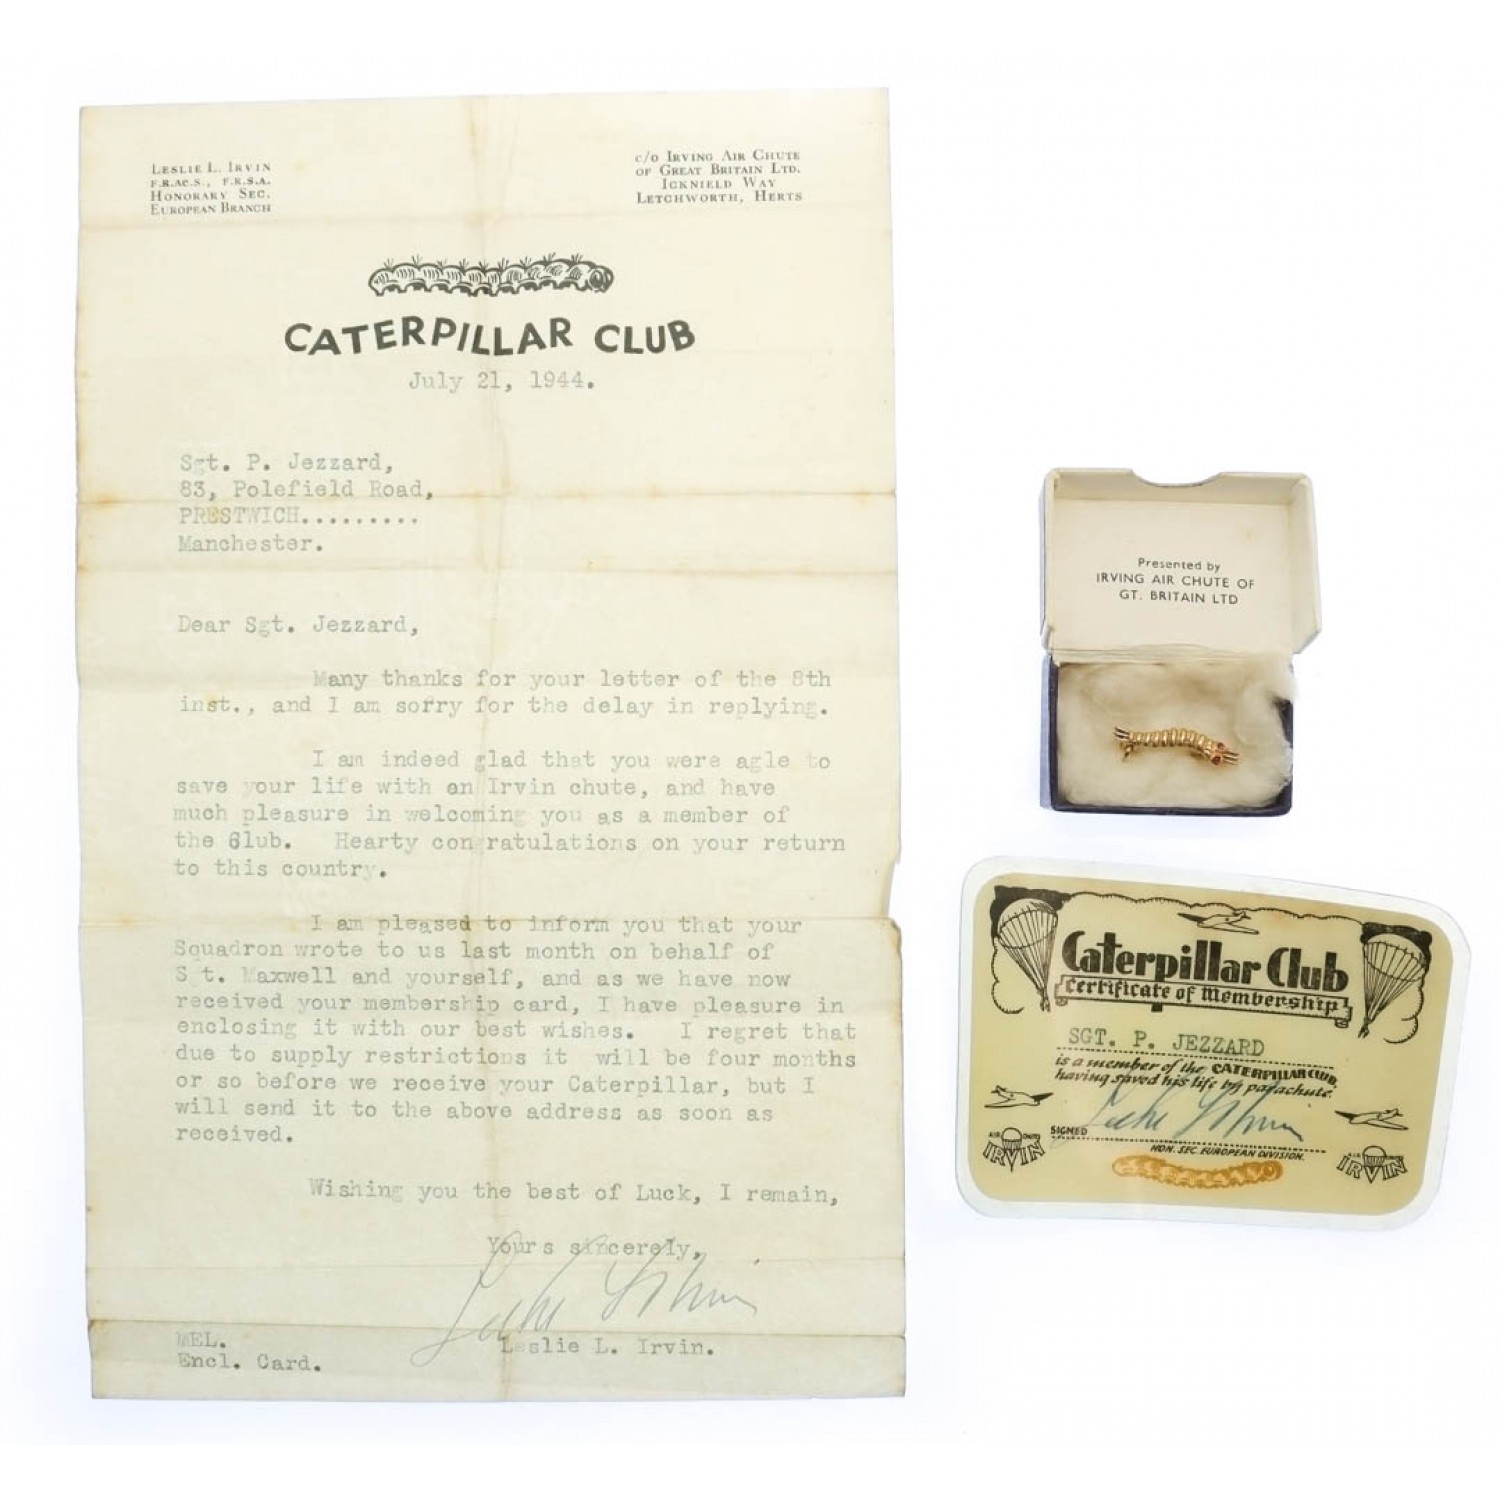 LESLIE L. IRVIN
F.R.AE.S., F.R.S.A.
HONORARY SEC.
EUROPEAN BRANCH
c/o IRVING AIR CHUTE
OF GREAT BRITAIN LTD.
ICKNIELD WAY
LETCHWORTH, HERTS
CATERPILLAR CLUB
July 21, 1944.
Sgt. P. Jezzard,
83, Polefield Road,
PRESTWICH.........
Manchester.
Dear Sgt. Jezzard,
Many thanks for your letter of the 8th
inst., and I am sorry for the delay in replying.
I am indeed glad that you were agle to
save your life with an Irvin chute, and have
much pleasure in welcoming you as a member of
the 6lub. Hearty congratulations on your return
to this country.
I am pleased to inform you that your
Squadron wrote to us last month on behalf of
Sgt. Maxwell and yourself, and as we have now
received your membership card, I have pleasure in
enclosing it with our best wishes. I regret that
due to supply restrictions it will be four months
or so before we receive your Caterpillar, but I
will send it to the above address as soon as
received.
Wishing you the best of Luck, I remain,
Yours sincerely,
Leslie L Irvin
Leslie L. Irvin.
MEL.
Encl. Card.
Presented by
IRVING AIR CHUTE OF
GT. BRITAIN LTD
Caterpillar Club
Certificate of Membership
SGT. P. JEZZARD
is a member of the CATERPILLAR CLUB,
having saved his life by parachute.
Leslie L Irvin
SIGNED
HON. SEC. EUROPEAN DIVISION.
AIR CHUTE
IRVIN
AIR CHUTE
IRVIN